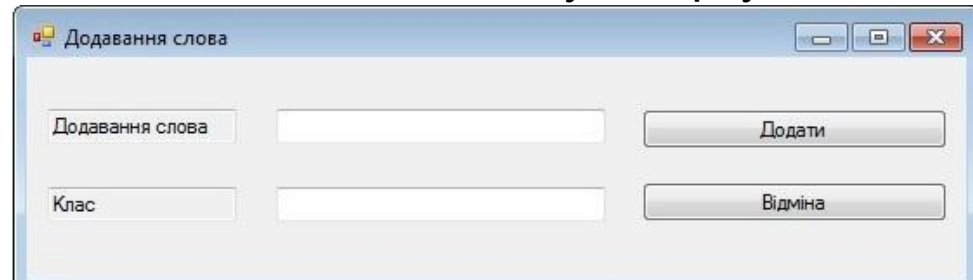 Додавання слова
Додавання слова
Додати
Клас
Відміна